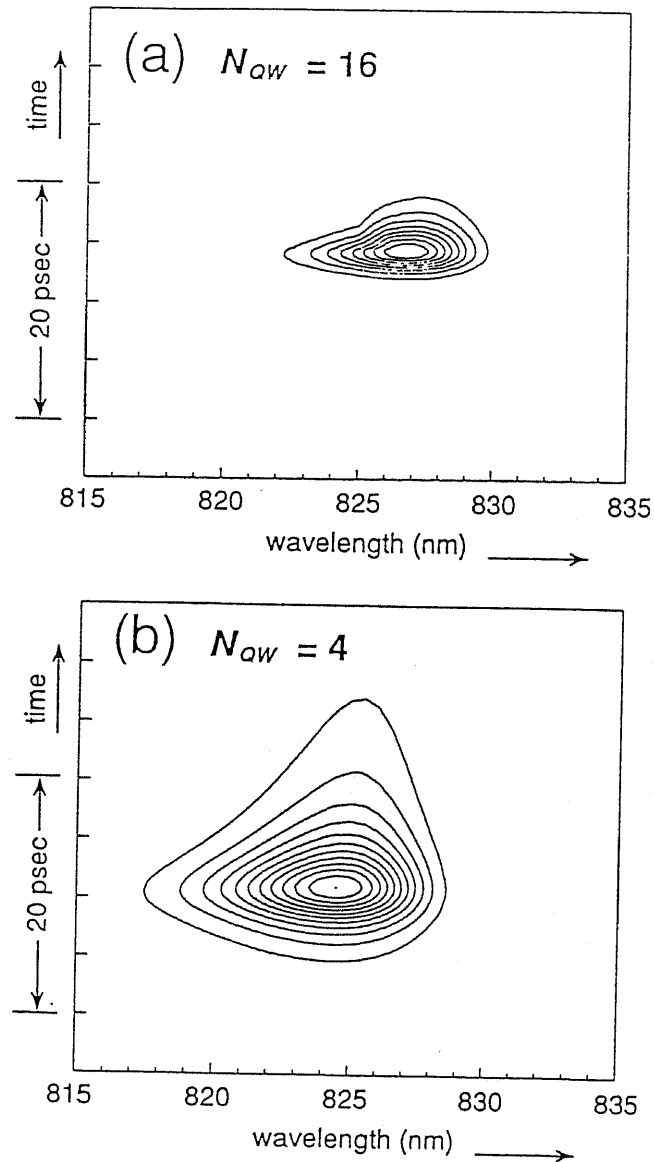 (a) N_QW = 16
time
20 psec
815 820 825 830 835
wavelength (nm)
(b) N_QW = 4
time
20 psec
815 820 825 830 835
wavelength (nm)